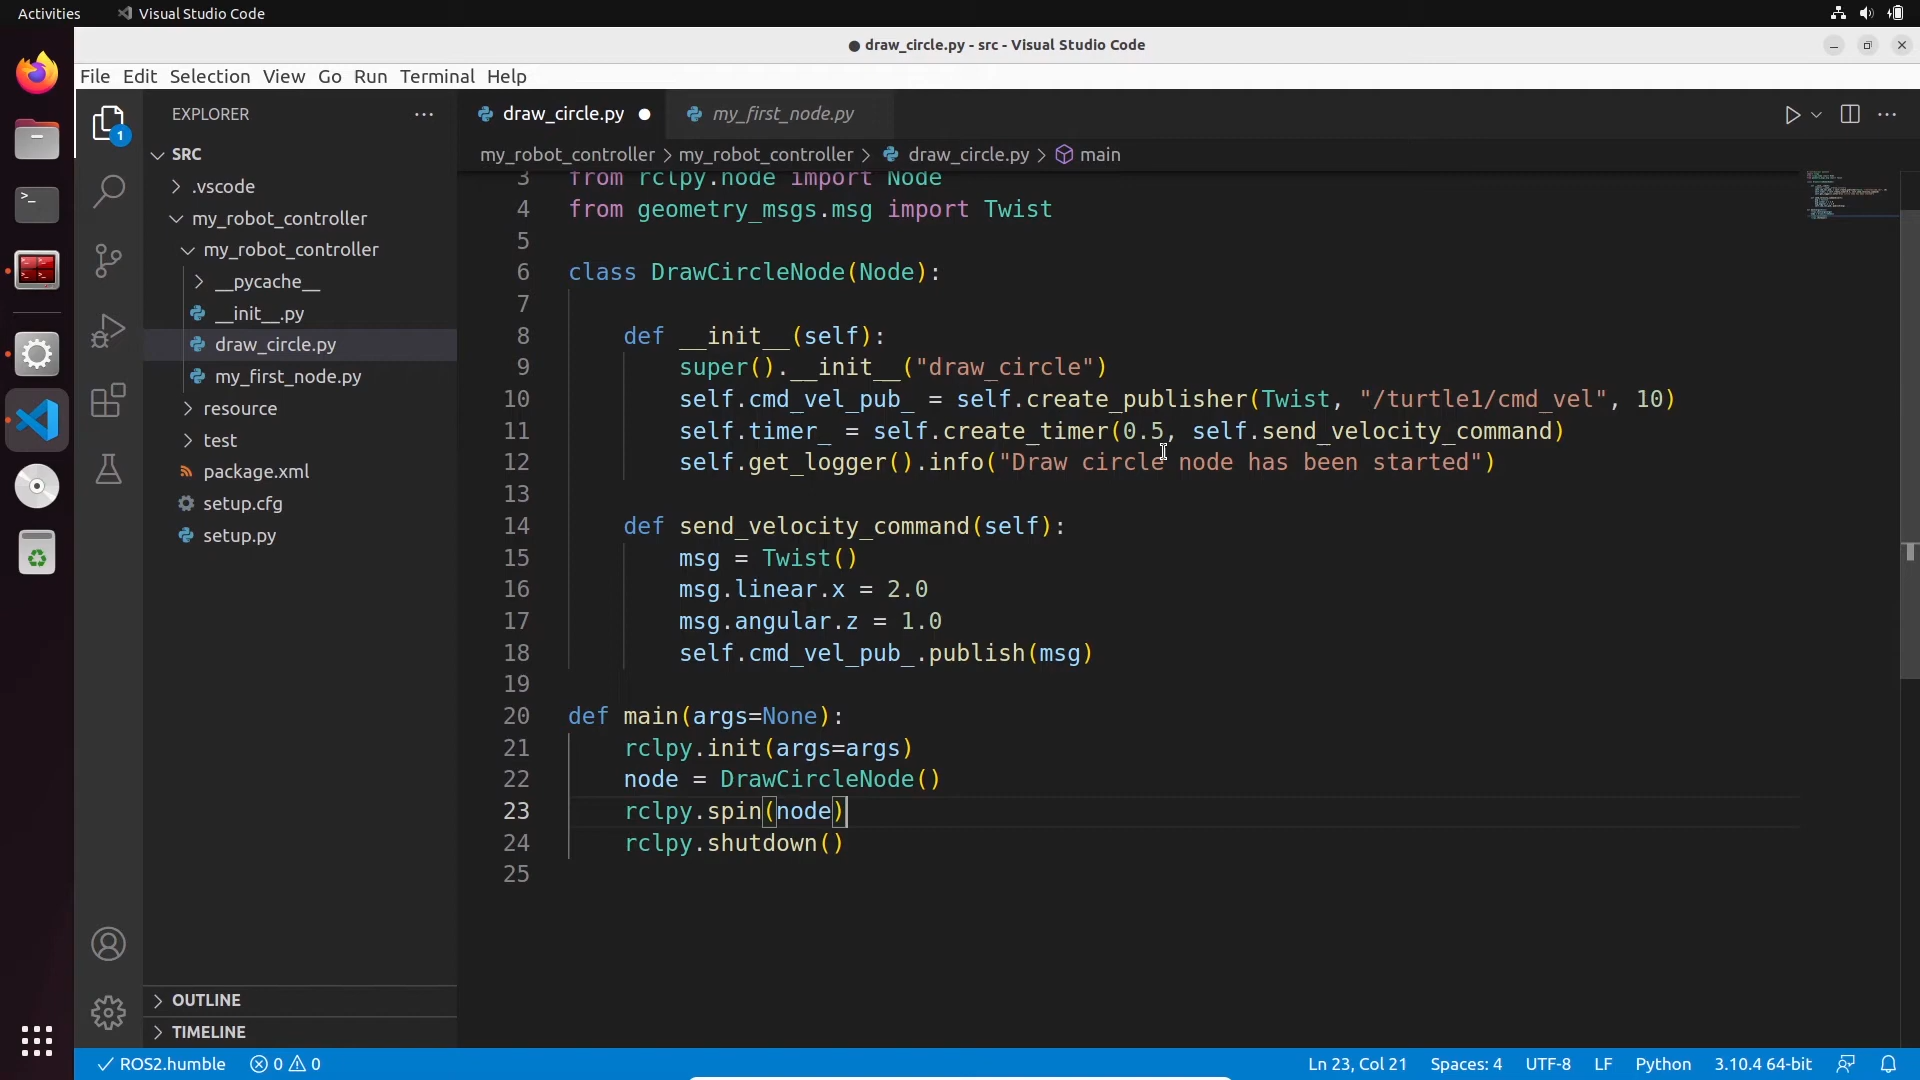 Activities
Visual Studio Code
● draw_circle.py - src - Visual Studio Code
File Edit Selection View Go Run Terminal Help
EXPLORER
SRC
.vscode
my_robot_controller
my_robot_controller
__pycache__
__init__.py
draw_circle.py
my_first_node.py
resource
test
package.xml
setup.cfg
setup.py
OUTLINE
TIMELINE
1
draw_circle.py
my_first_node.py
my_robot_controller > my_robot_controller > draw_circle.py > main
3 from rclpy.node import Node
4 from geometry_msgs.msg import Twist
5
6 class DrawCircleNode(Node):
7
8 def __init__(self):
9 super().__init__("draw_circle")
10 self.cmd_vel_pub_ = self.create_publisher(Twist, "/turtle1/cmd_vel", 10)
11 self.timer_ = self.create_timer(0.5, self.send_velocity_command)
12 self.get_logger().info("Draw circle node has been started")
13
14 def send_velocity_command(self):
15 msg = Twist()
16 msg.linear.x = 2.0
17 msg.angular.z = 1.0
18 self.cmd_vel_pub_.publish(msg)
19
20 def main(args=None):
21 rclpy.init(args=args)
22 node = DrawCircleNode()
23 rclpy.spin(node)
24 rclpy.shutdown()
25
ROS2.humble 0 0
Ln 23, Col 21 Spaces: 4 UTF-8 LF Python 3.10.4 64-bit